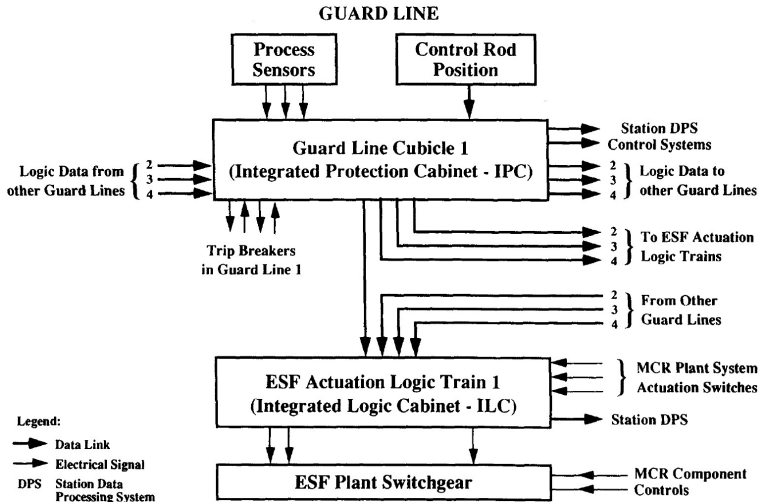 GUARD LINE
Process
Sensors
Control Rod
Position
Guard Line Cubicle 1
(Integrated Protection Cabinet - IPC)
Station DPS
Control Systems
Logic Data from
other Guard Lines
2
3
4
2
3
4
Logic Data to
other Guard Lines
Trip Breakers
in Guard Line 1
2
3
4
To ESF Actuation
Logic Trains
2
3
4
From Other
Guard Lines
ESF Actuation Logic Train 1
(Integrated Logic Cabinet - ILC)
MCR Plant System
Actuation Switches
Station DPS
Legend:
Data Link
Electrical Signal
DPS Station Data
Processing System
ESF Plant Switchgear
MCR Component
Controls